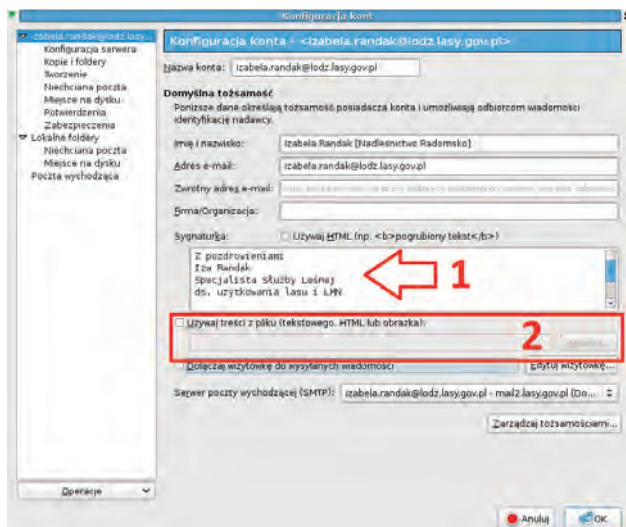 Konfiguracja kont
izabela.randak@lodz.lasy...
Konfiguracja serwera
Kopie i foldery
Tworzenie
Niechciana poczta
Miejsce na dysku
Potwierdzenia
Zabezpieczenia
Lokalne foldery
Niechciana poczta
Miejsce na dysku
Poczta wychodząca
Operacje
Konfiguracja konta - <izabela.randak@lodz.lasy.gov.pl>
Nazwa konta: izabela.randak@lodz.lasy.gov.pl
Domyślna tożsamość
Poniższe dane określają tożsamość posiadacza konta i umożliwiają odbiorcom wiadomości
identyfikację nadawcy.
Imię i nazwisko: Izabela Randak [Nadleśnictwo Radomsko]
Adres e-mail: izabela.randak@lodz.lasy.gov.pl
Zwrotny adres e-mail:
Firma/Organizacja:
Sygnaturka: Używaj HTML (np. <b>pogrubiony tekst</b>)
Z pozdrowieniami
Iza Randak
Specjalista Służby Leśnej
ds. użytkowania lasu i LMN
1
Używaj treści z pliku (tekstowego, HTML lub obrazka):
2
Dołączaj wizytówkę do wysyłanych wiadomości Edytuj wizytówkę...
Serwer poczty wychodzącej (SMTP): izabela.randak@lodz.lasy.gov.pl - mail2.lasy.gov.pl (Do...
Zarządzaj tożsamościami...
Anuluj OK